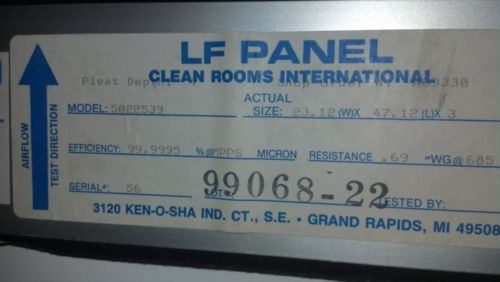 LF PANEL
CLEAN ROOMS INTERNATIONAL
Pleat Depth:
ACTUAL
MODEL: 5022539 SIZE: 23.12 (W)X 47.12 (L)X 3
EFFICIENCY: 99.9995 %@MPPS MICRON RESISTANCE .69 "WG@685
SERIAL#: 56 LOT: 99068-22 TESTED BY:
3120 KEN-O-SHA IND. CT., S.E. • GRAND RAPIDS, MI 49508
AIRFLOW
TEST DIRECTION